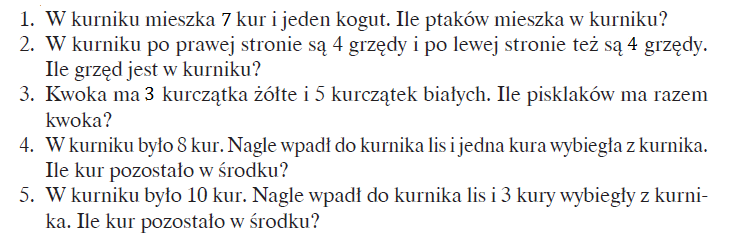 1. W kurniku mieszka 7 kur i jeden kogut. Ile ptaków mieszka w kurniku?
2. W kurniku po prawej stronie są 4 grzędy i po lewej stronie też są 4 grzędy.
Ile grzęd jest w kurniku?
3. Kwoka ma 3 kurczątka żółte i 5 kurczątek białych. Ile pisklaków ma razem
kwoka?
4. W kurniku było 8 kur. Nagle wpadł do kurnika lis i jedna kura wybiegła z kurnika.
Ile kur pozostało w środku?
5. W kurniku było 10 kur. Nagle wpadł do kurnika lis i 3 kury wybiegły z kurni-
ka. Ile kur pozostało w środku?